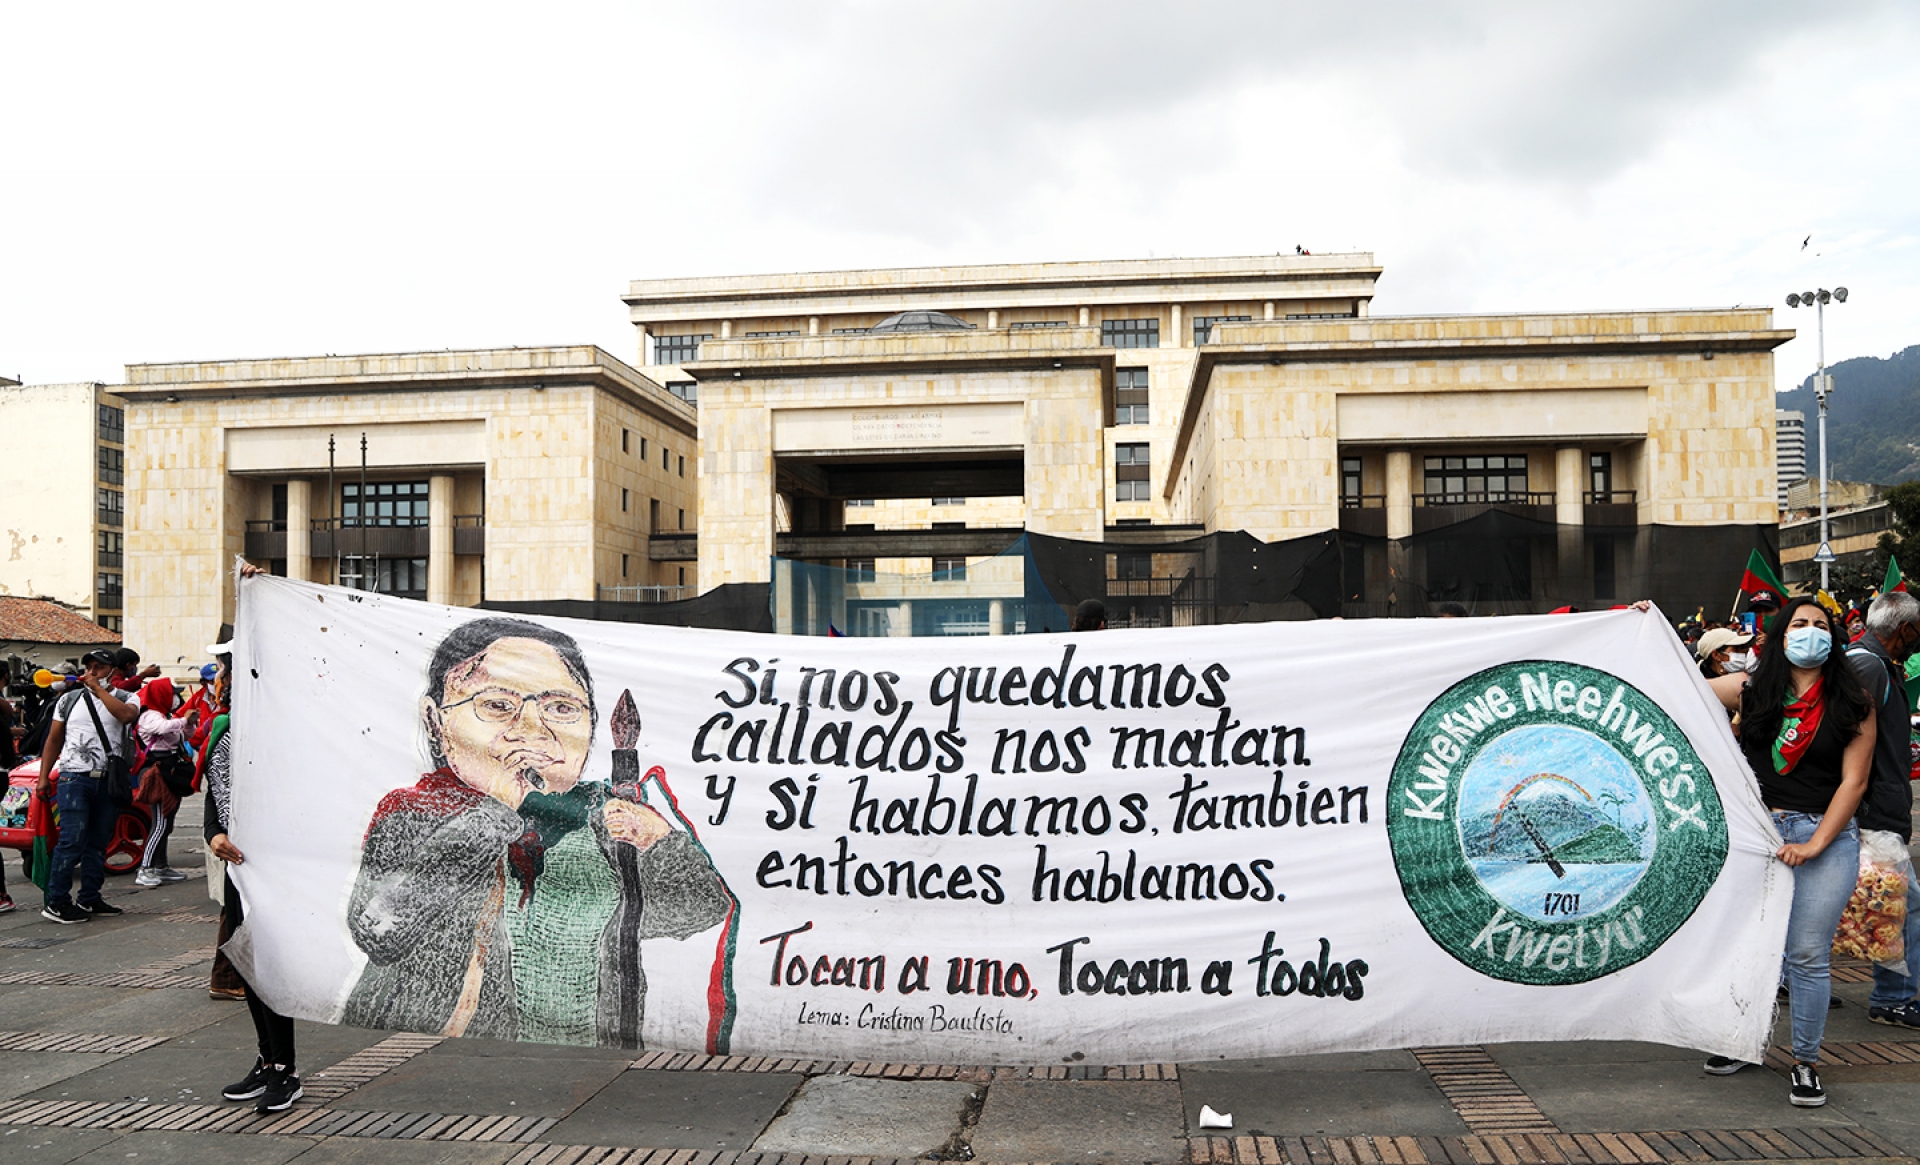 Si nos quedamos
callados nos matan
y si hablamos, tambien
entonces hablamos.
Tocan a uno, Tocan a todos
Lema: Cristina Bautista
Kwekwe Neehwe'sx
1701
Kwetyu'